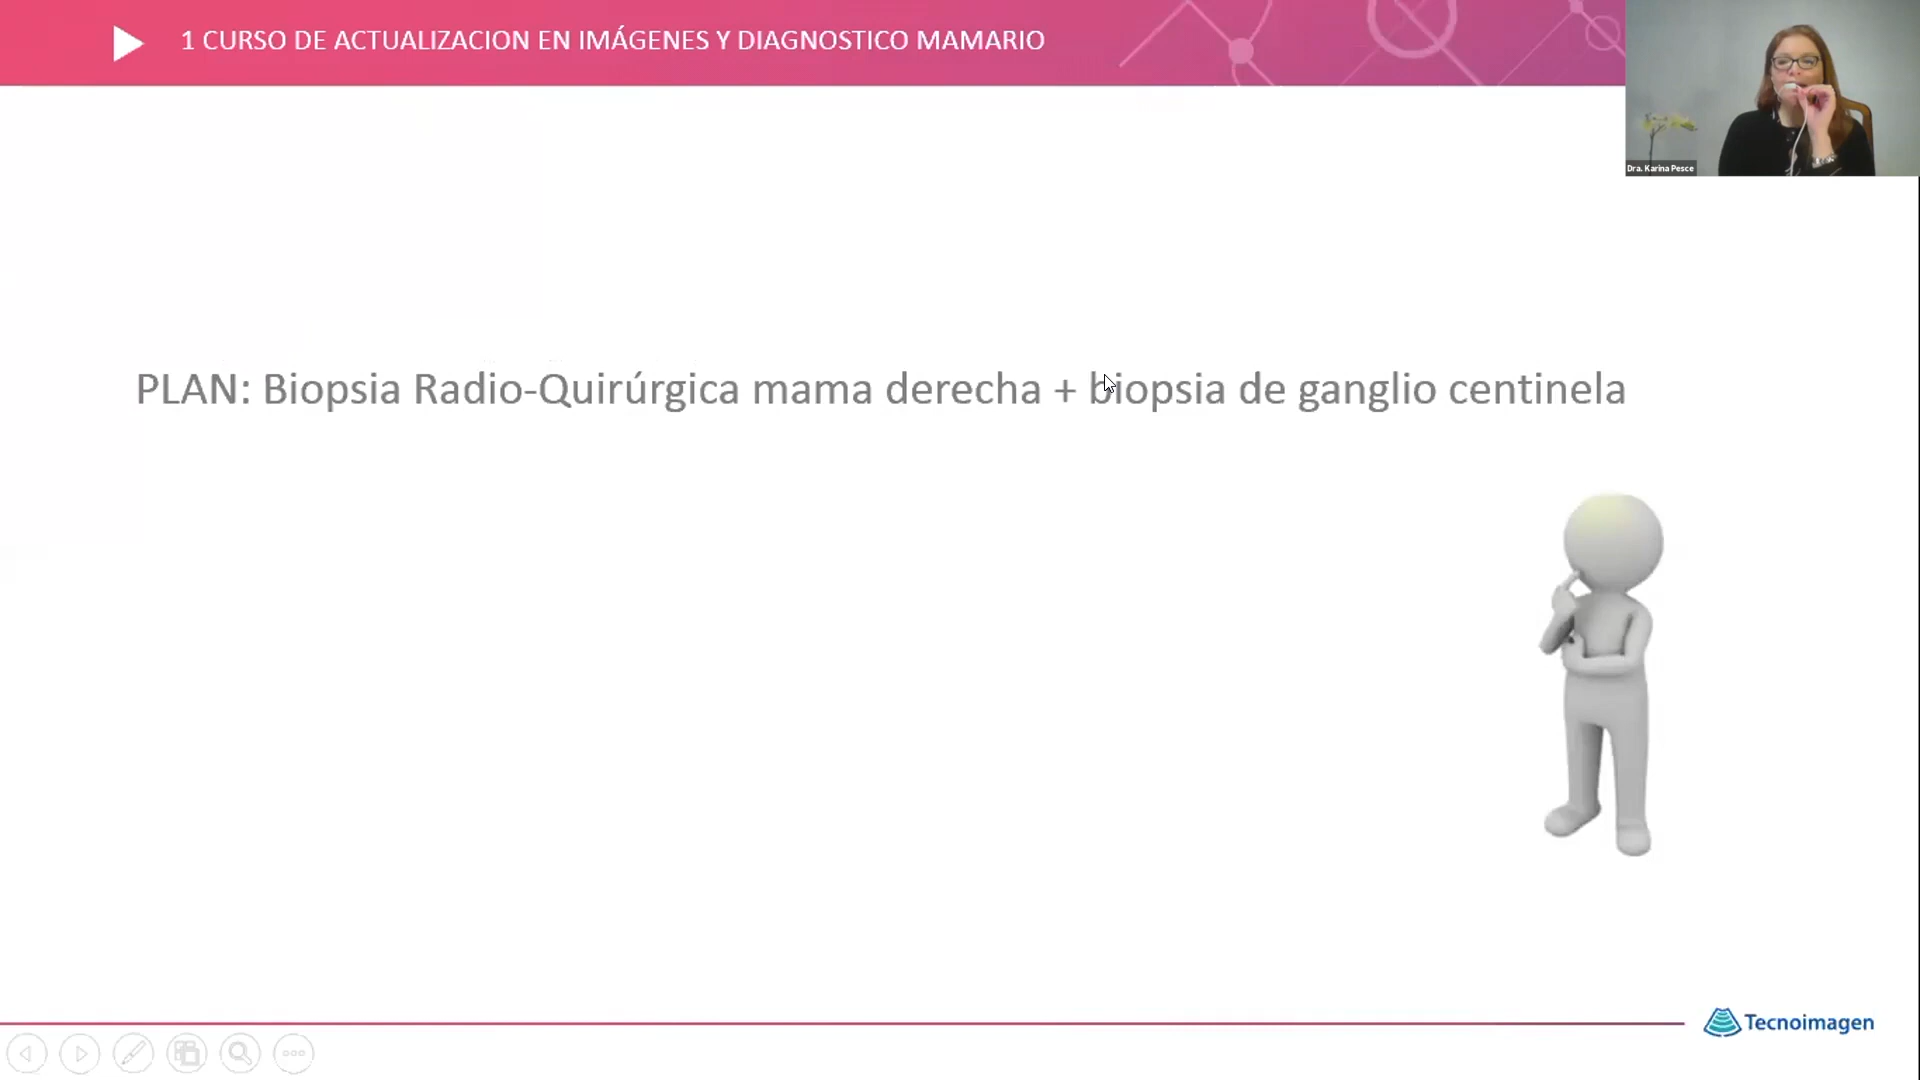 1 CURSO DE ACTUALIZACION EN IMÁGENES Y DIAGNOSTICO MAMARIO
Dra. Karina Pesce
PLAN: Biopsia Radio-Quirúrgica mama derecha + biopsia de ganglio centinela
Tecnoimagen